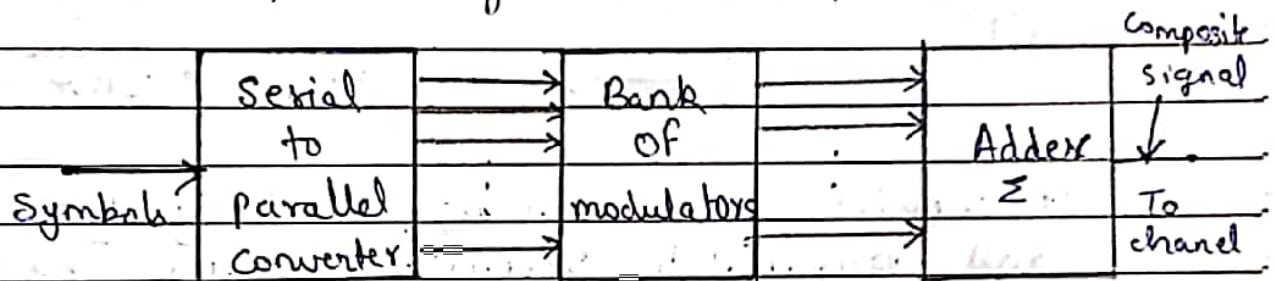 Symbols
Serial
to
parallel
converter.
Bank
of
modulators
Adder
Σ
Composite
signal
To
chanel